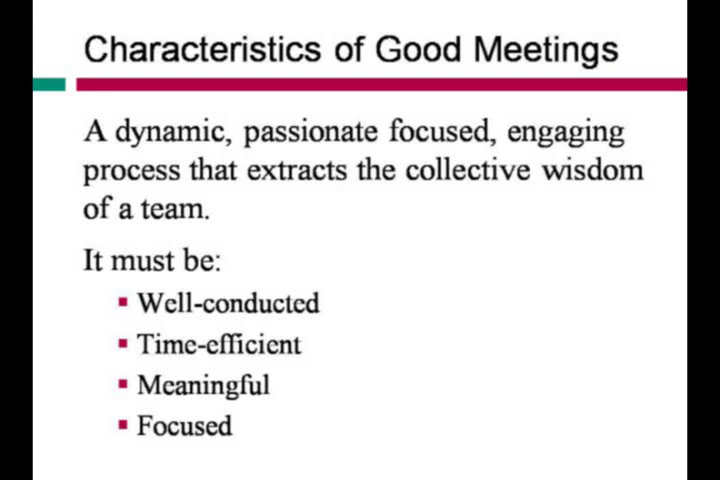 Characteristics of Good Meetings
A dynamic, passionate focused, engaging
process that extracts the collective wisdom
of a team.
It must be:
▪ Well-conducted
▪ Time-efficient
▪ Meaningful
▪ Focused